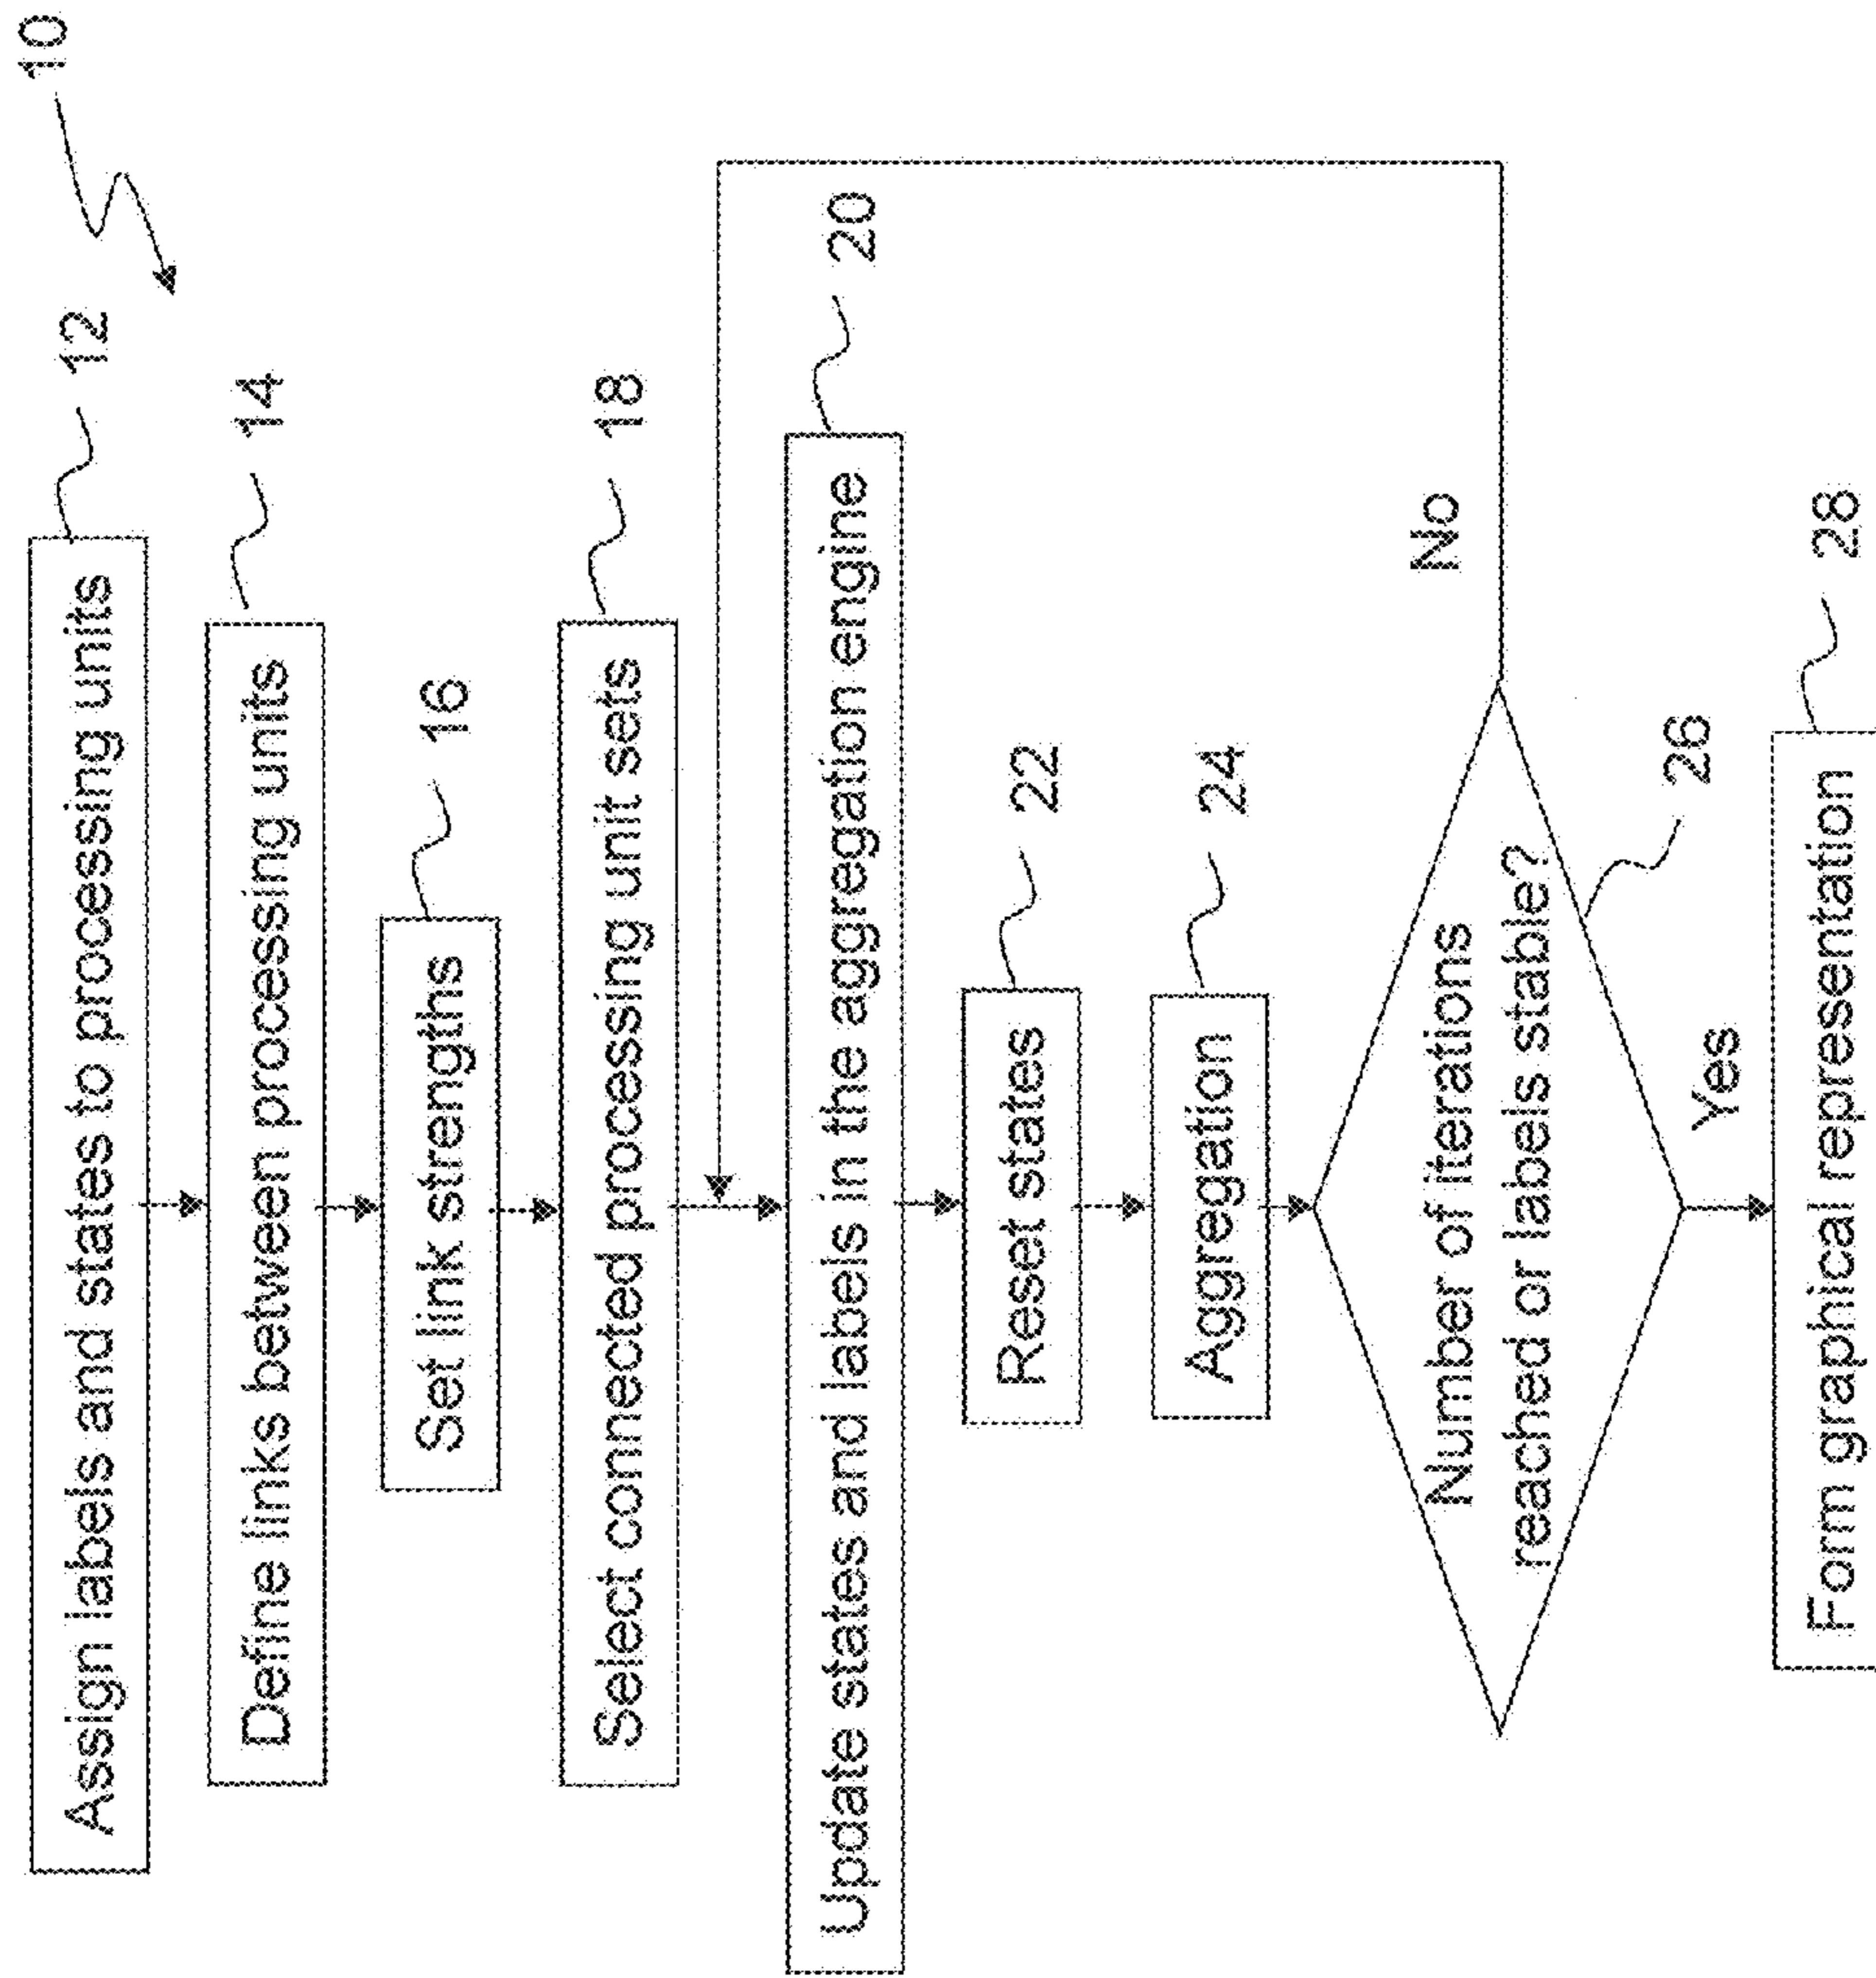 10
Assign labels and states to processing units
12
Define links between processing units
14
Set link strengths
16
Select connected processing unit sets
18
Update states and labels in the aggregation engine
20
Reset states
22
Aggregation
24
Number of iterations
reached or labels stable?
26
No
Yes
Form graphical representation
28